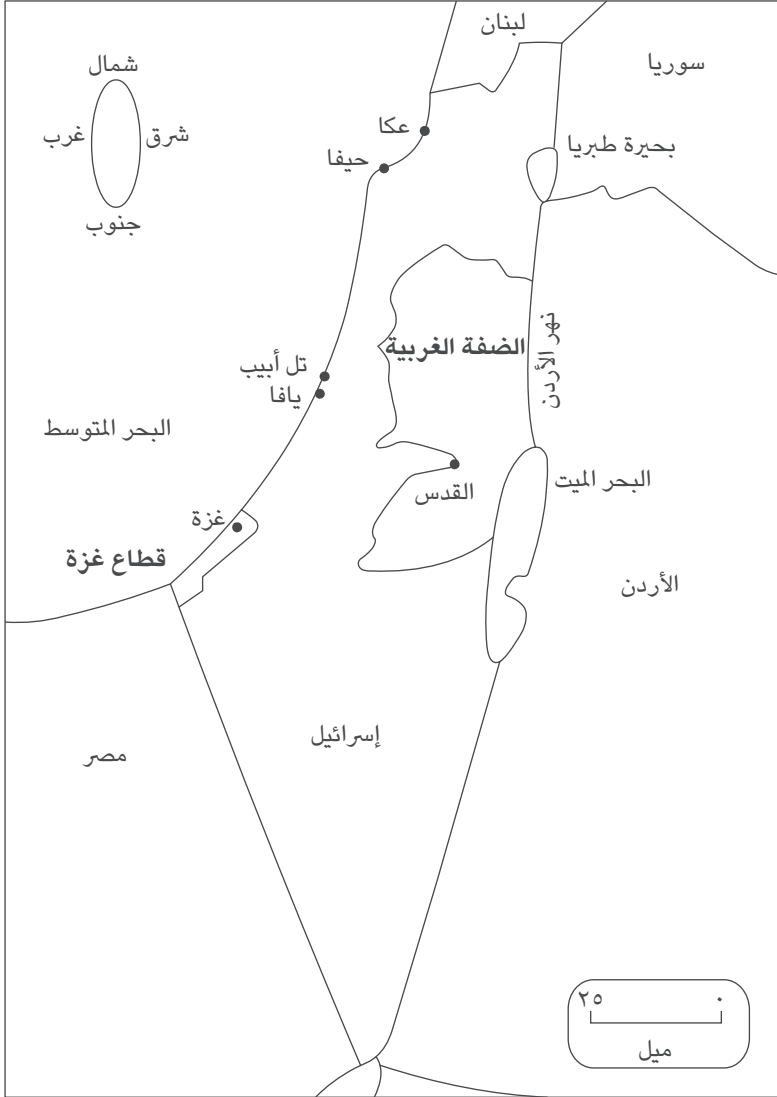 لبنان
سوريا
شمال
شرق
غرب
جنوب
عكا
حيفا
بحيرة طبريا
نهر الأردن
الضفة الغربية
تل أبيب
يافا
البحر المتوسط
القدس
البحر الميت
غزة
قطاع غزة
الأردن
إسرائيل
مصر
٠ ٢٥
ميل